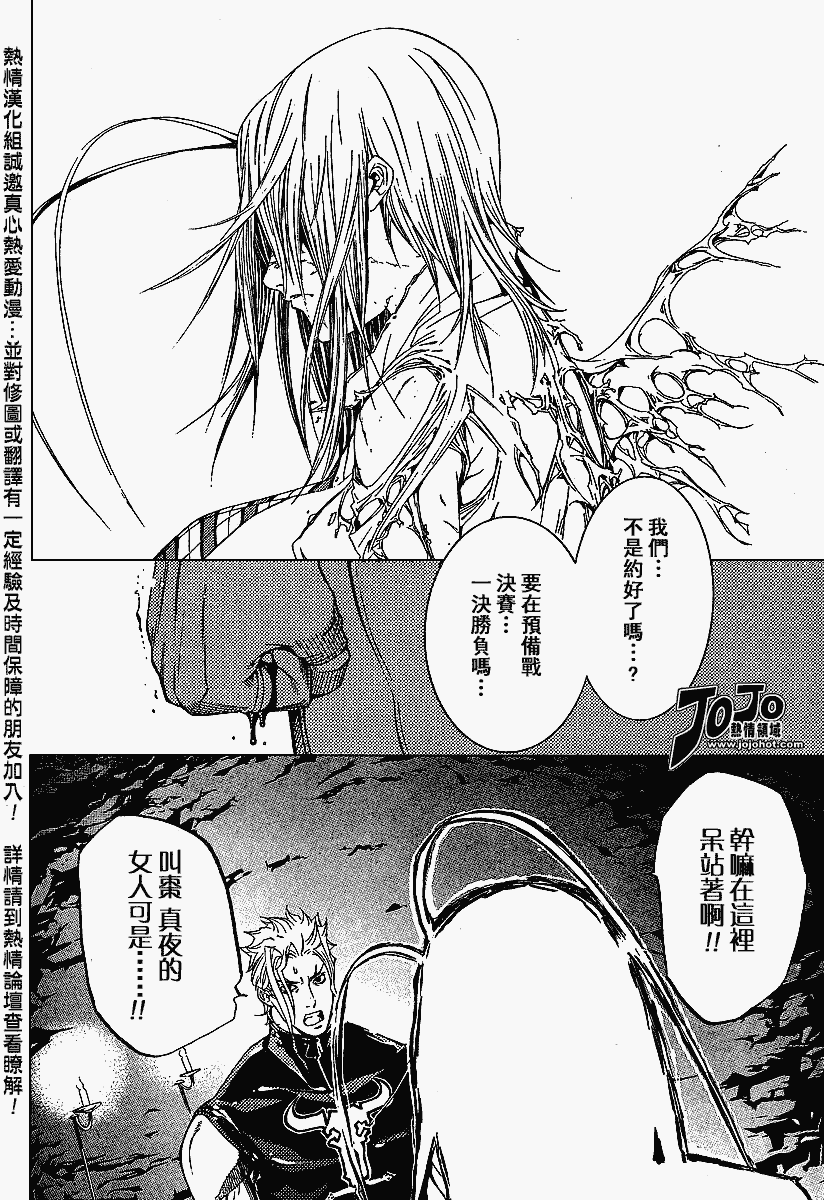 我們…
不是約好了嗎…?
要在預備戰
決賽…
一決勝負嗎…
JOJO
熱情領域
www.jojohot.com
幹嘛在這裡
呆站著啊!!
叫棗 真夜的
女人可是……!!
熱情漢化組誠邀真心熱愛動漫…並對修圖或翻譯有一定經驗及時間保障的朋友加入! 詳情請到熱情論壇查看瞭解!